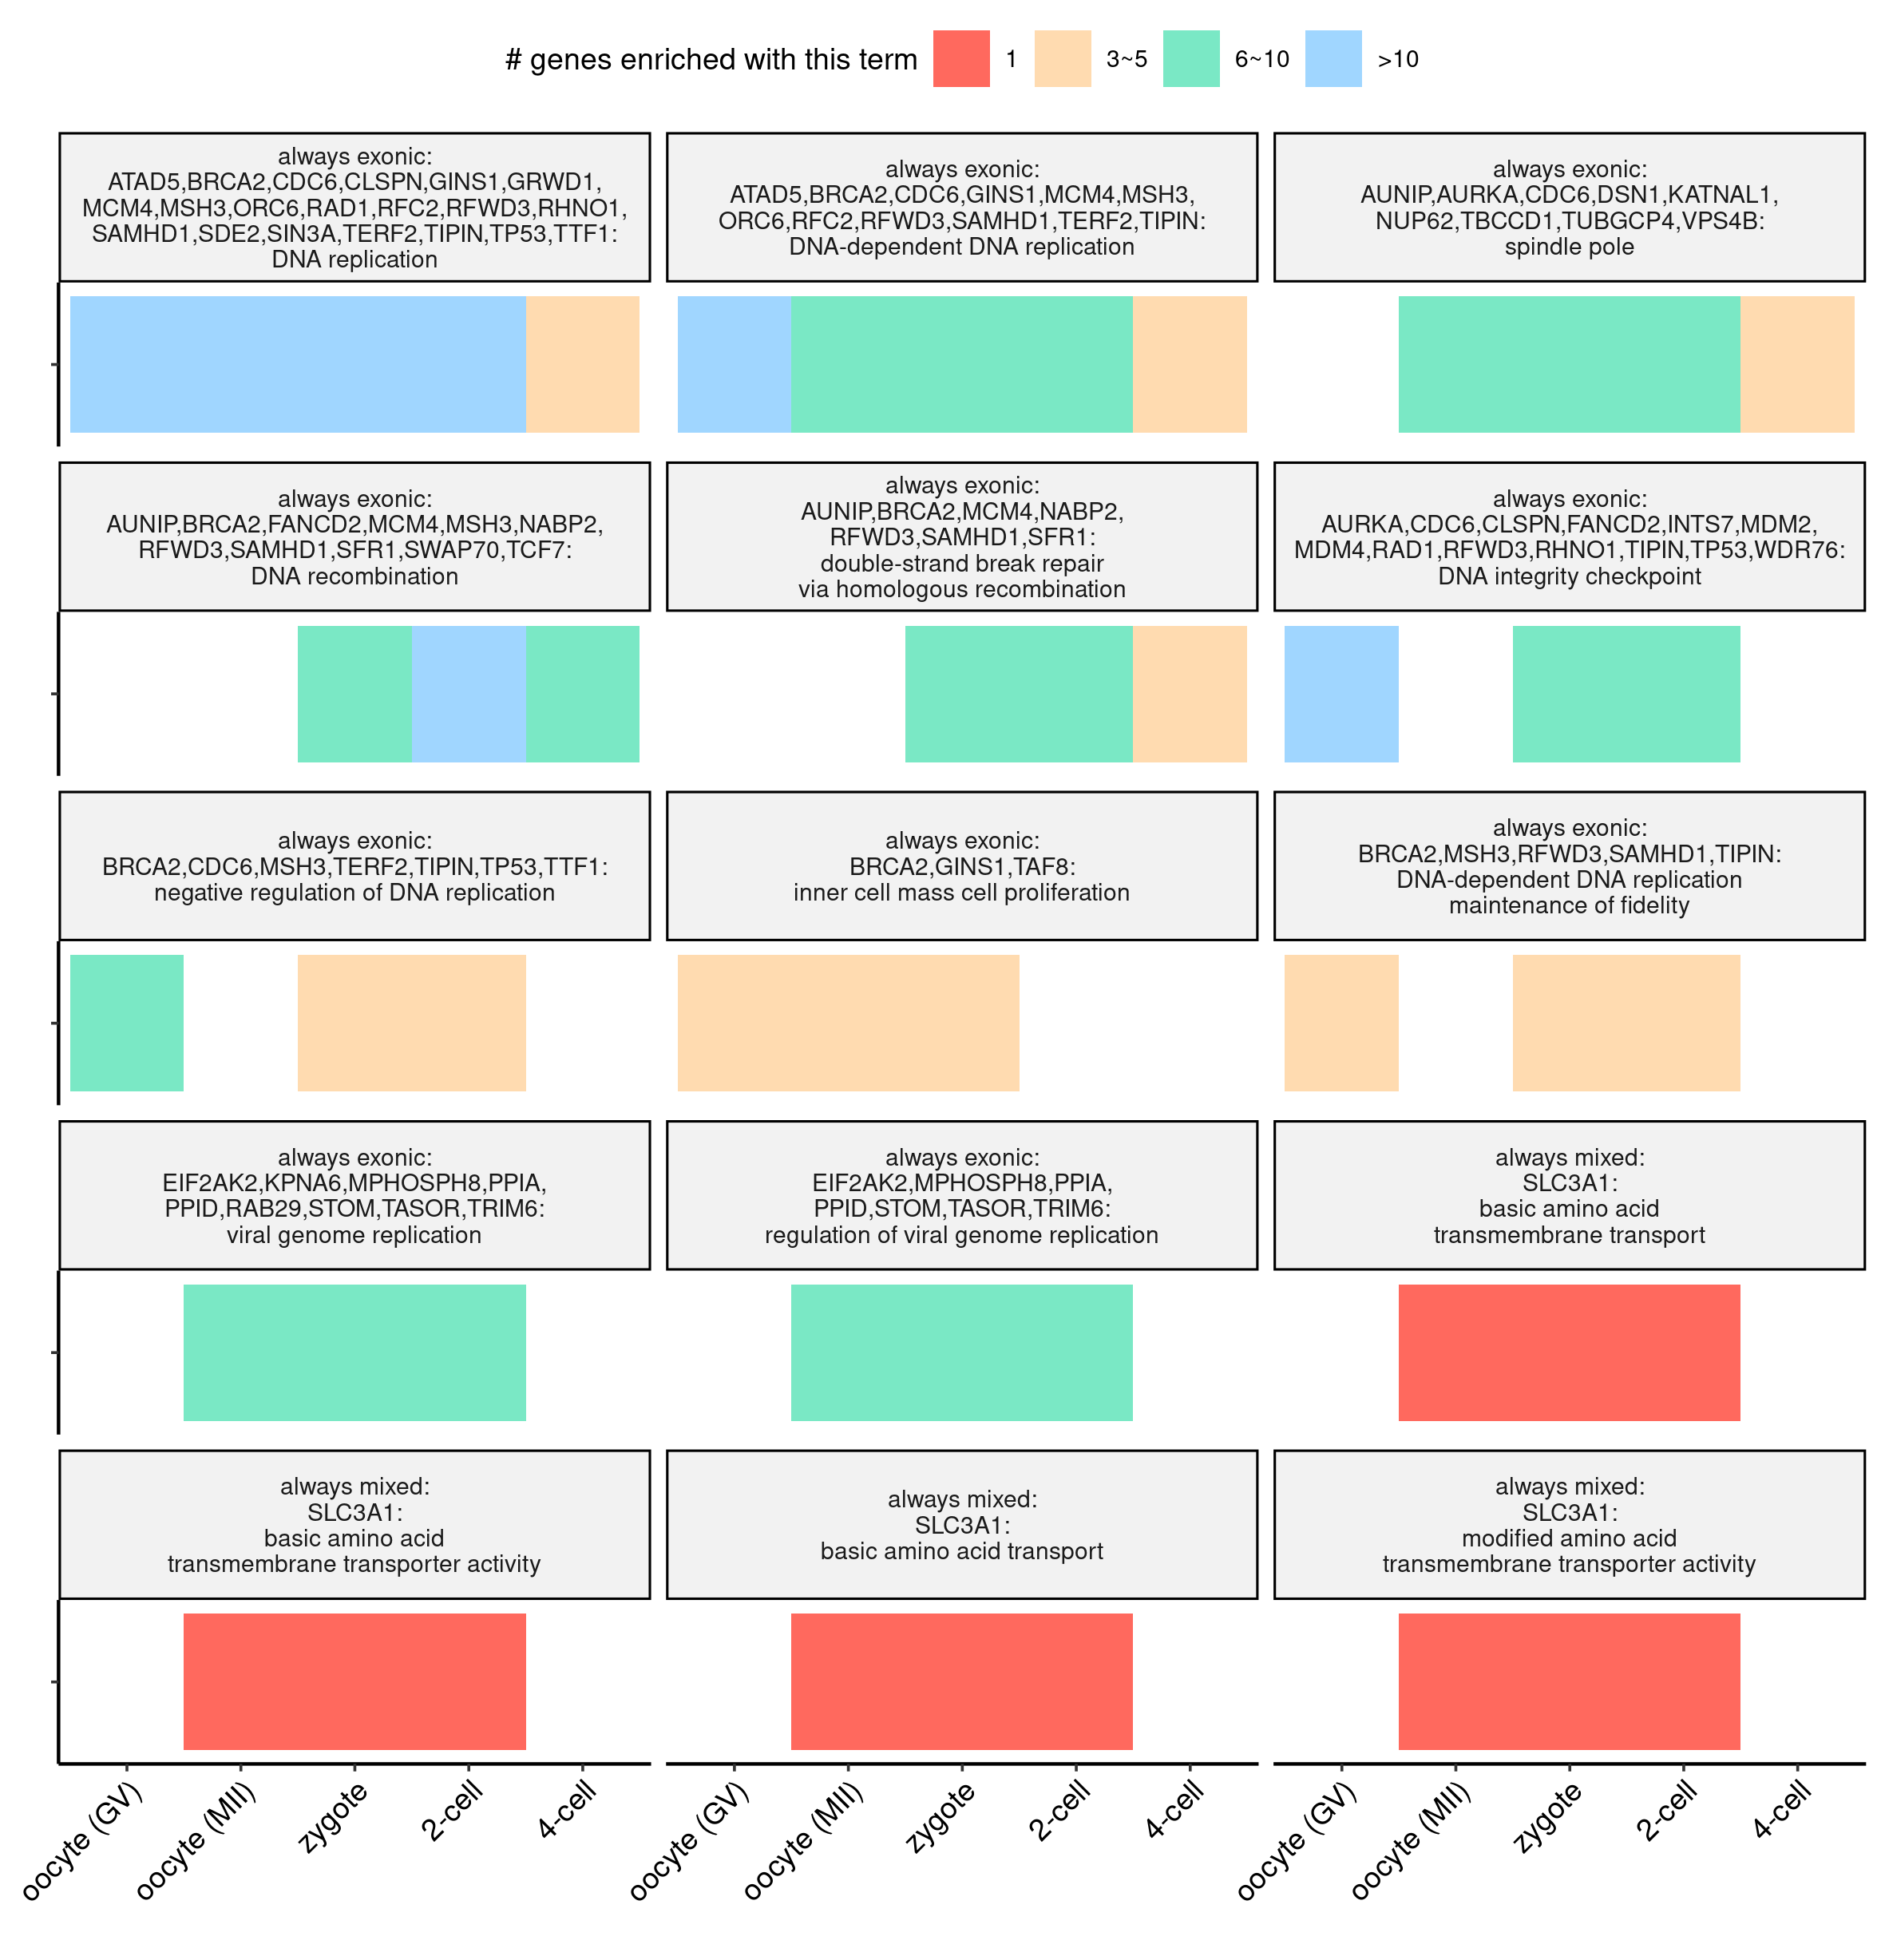 # genes enriched with this term 1 3~5 6~10 >10
always exonic:
ATAD5,BRCA2,CDC6,CLSPN,GINS1,GRWD1,
MCM4,MSH3,ORC6,RAD1,RFC2,RFWD3,RHNO1,
SAMHD1,SDE2,SIN3A,TERF2,TIPIN,TP53,TTF1:
DNA replication
always exonic:
ATAD5,BRCA2,CDC6,GINS1,MCM4,MSH3,
ORC6,RFC2,RFWD3,SAMHD1,TERF2,TIPIN:
DNA-dependent DNA replication
always exonic:
AUNIP,AURKA,CDC6,DSN1,KATNAL1,
NUP62,TBCCD1,TUBGCP4,VPS4B:
spindle pole
always exonic:
AUNIP,BRCA2,FANCD2,MCM4,MSH3,NABP2,
RFWD3,SAMHD1,SFR1,SWAP70,TCF7:
DNA recombination
always exonic:
AUNIP,BRCA2,MCM4,NABP2,
RFWD3,SAMHD1,SFR1:
double-strand break repair
via homologous recombination
always exonic:
AURKA,CDC6,CLSPN,FANCD2,INTS7,MDM2,
MDM4,RAD1,RFWD3,RHNO1,TIPIN,TP53,WDR76:
DNA integrity checkpoint
always exonic:
BRCA2,CDC6,MSH3,TERF2,TIPIN,TP53,TTF1:
negative regulation of DNA replication
always exonic:
BRCA2,GINS1,TAF8:
inner cell mass cell proliferation
always exonic:
BRCA2,MSH3,RFWD3,SAMHD1,TIPIN:
DNA-dependent DNA replication
maintenance of fidelity
always exonic:
EIF2AK2,KPNA6,MPHOSPH8,PPIA,
PPID,RAB29,STOM,TASOR,TRIM6:
viral genome replication
always exonic:
EIF2AK2,MPHOSPH8,PPIA,
PPID,STOM,TASOR,TRIM6:
regulation of viral genome replication
always mixed:
SLC3A1:
basic amino acid
transmembrane transport
always mixed:
SLC3A1:
basic amino acid
transmembrane transporter activity
always mixed:
SLC3A1:
basic amino acid transport
always mixed:
SLC3A1:
modified amino acid
transmembrane transporter activity
oocyte (GV)
oocyte (MII)
zygote
2-cell
4-cell
oocyte (GV)
oocyte (MII)
zygote
2-cell
4-cell
oocyte (GV)
oocyte (MII)
zygote
2-cell
4-cell